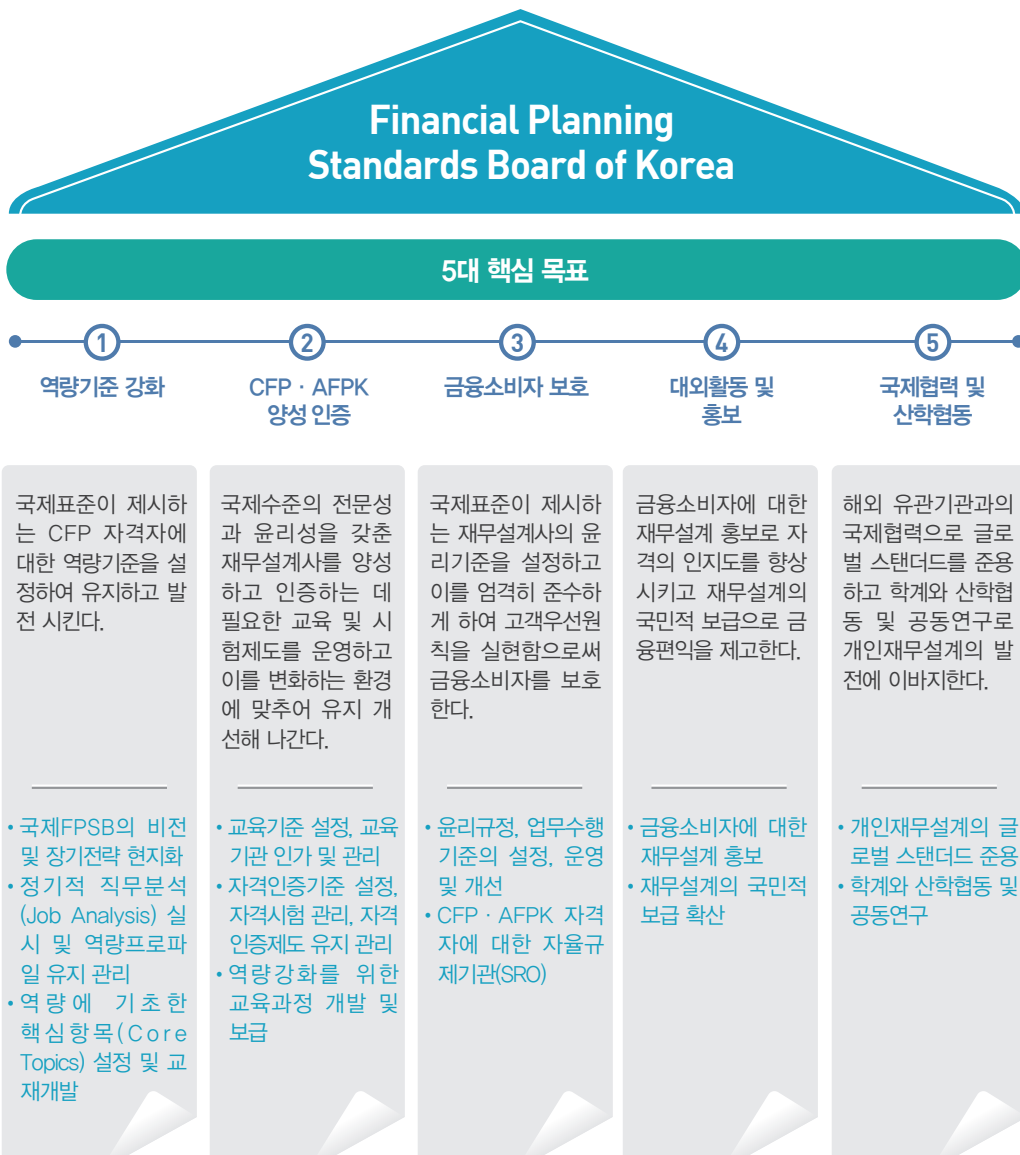 Financial Planning
Standards Board of Korea
5대 핵심 목표
1
역량기준 강화
2
CFP · AFPK
양성 인증
3
금융소비자 보호
4
대외활동 및
홍보
5
국제협력 및
산학협동
국제표준이 제시하
는 CFP 자격자에
대한 역량기준을 설
정하여 유지하고 발
전 시킨다.
• 국제FPSB의 비전
및 장기전략 현지화
• 정기적 직무분석
(Job Analysis) 실
시 및 역량프로파
일 유지 관리
• 역량에 기초한
핵심항목(Core
Topics) 설정 및 교
재개발
국제수준의 전문성
과 윤리성을 갖춘
재무설계사를 양성
하고 인증하는 데
필요한 교육 및 시
험제도를 운영하고
이를 변화하는 환경
에 맞추어 유지 개
선해 나간다.
• 교육기준 설정, 교육
기관 인가 및 관리
• 자격인증기준 설정,
자격시험 관리, 자격
인증제도 유지 관리
• 역량강화를 위한
교육과정 개발 및
보급
국제표준이 제시하
는 재무설계사의 윤
리기준을 설정하고
이를 엄격히 준수하
게 하여 고객우선원
칙을 실현함으로써
금융소비자를 보호
한다.
• 윤리규정, 업무수행
기준의 설정, 운영
및 개선
• CFP · AFPK 자격
자에 대한 자율규
제기관(SRO)
금융소비자에 대한
재무설계 홍보로 자
격의 인지도를 향상
시키고 재무설계의
국민적 보급으로 금
융편익을 제고한다.
• 금융소비자에 대한
재무설계 홍보
• 재무설계의 국민적
보급 확산
해외 유관기관과의
국제협력으로 글로
벌 스탠더드를 준용
하고 학계와 산학협
동 및 공동연구로
개인재무설계의 발
전에 이바지한다.
• 개인재무설계의 글
로벌 스탠더드 준용
• 학계와 산학협동 및
공동연구